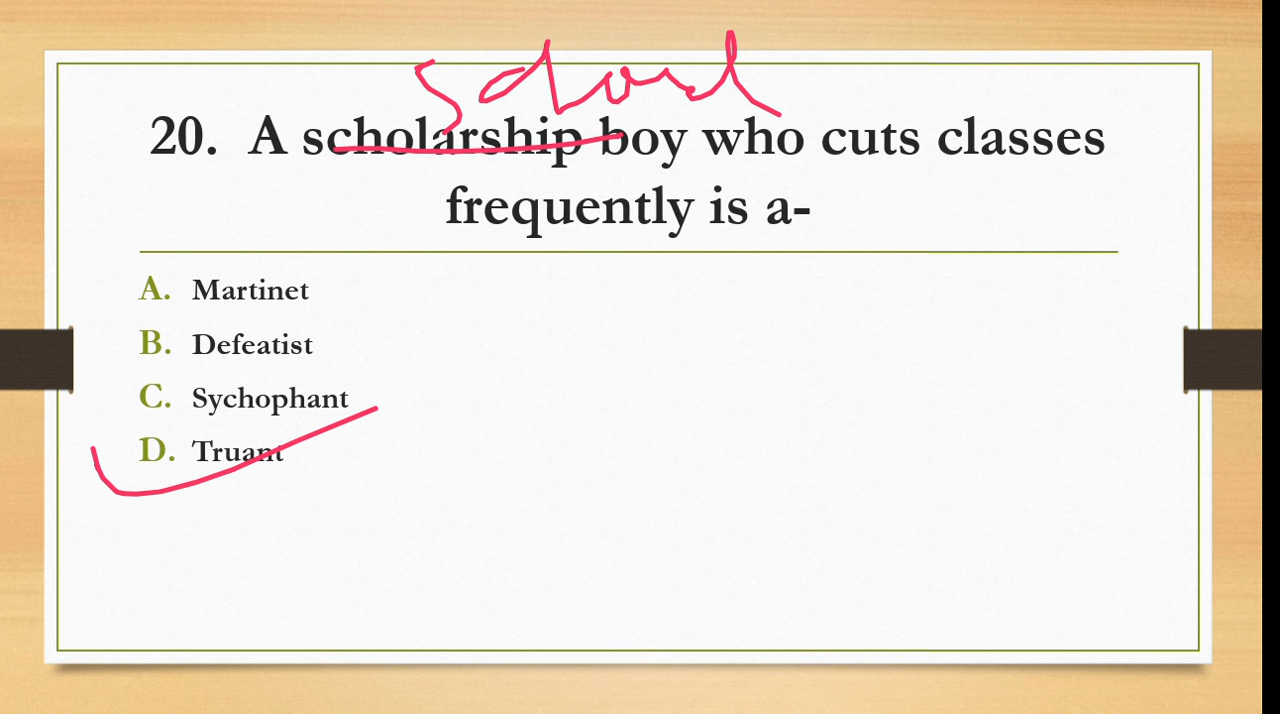 school
20. A scholarship boy who cuts classes
frequently is a-
A. Martinet
B. Defeatist
C. Sychophant
D. Truant